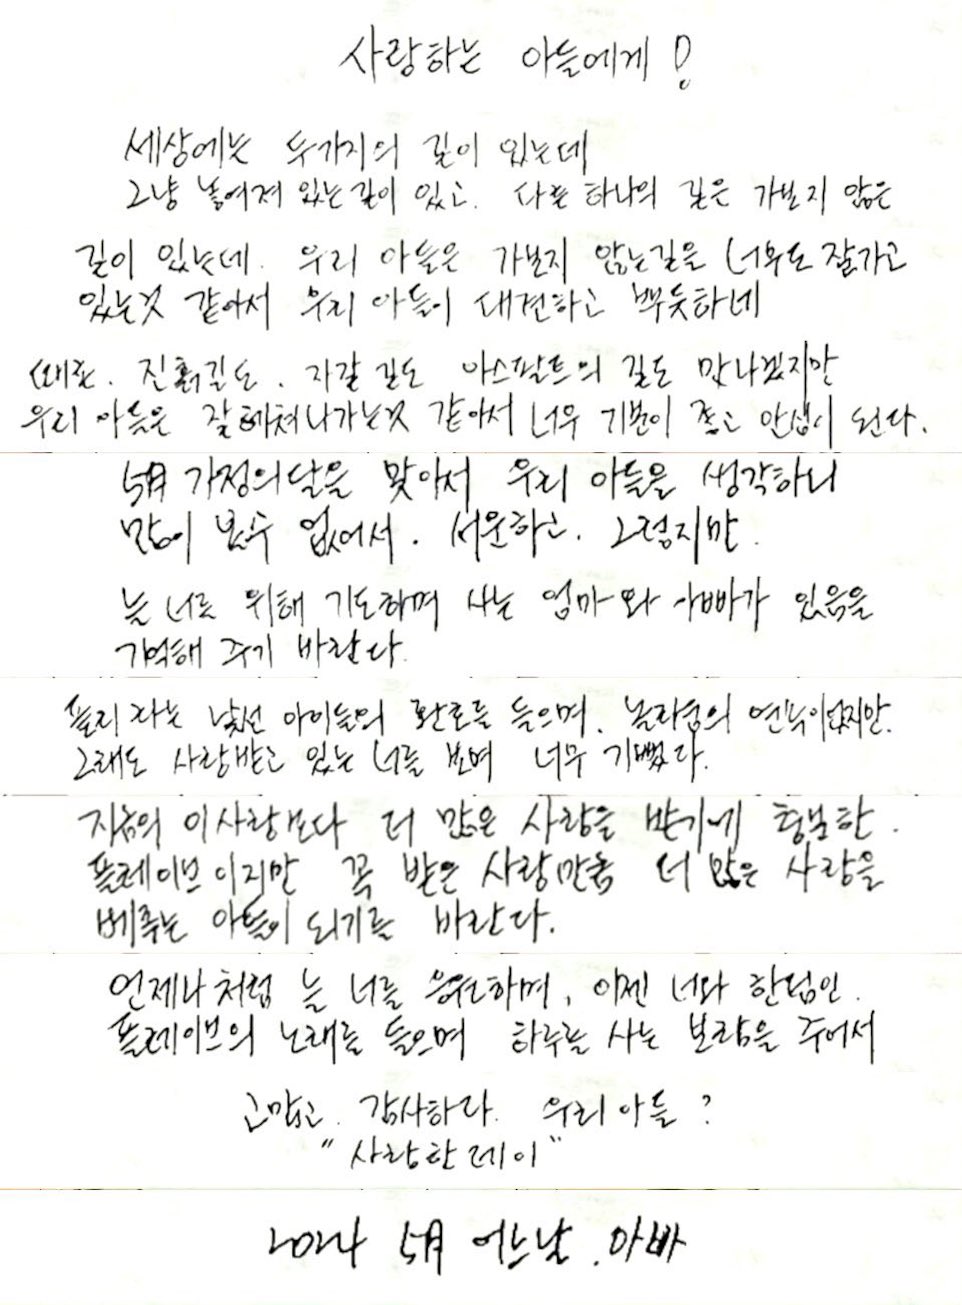 사랑하는 아들에게!
세상에는 두가지의 길이 있는데
그냥 놓여져 있는길이 있고. 다른 하나의 길은 가보지 않은
길이 있는데. 우리 아들은 가보지 않는길을 너무도 잘가고
있는것 같아서 우리 아들이 대견하고 뿌듯하네
때론. 진흙길도. 자갈길도 아스팔트의 길도 만나겠지만
우리 아들은 잘 헤쳐나가는것 같아서 너무 기분이 좋고 안심이 된다.
5月 가정의달을 맞아서 우리 아들을 생각하니
많이 볼수 없어서. 서운하고. 그렇지만.
늘 너를 위해 기도하며 사는 엄마와 아빠가 있음을
기억해 주기 바란다.
플리라는 낯선 아이들의 환호를 들으며. 놀라움의 연속이었지만.
그래도 사랑받고 있는 너를 보며 너무 기뻤다.
지금의 이사랑보다 더 많은 사랑을 받기에 충분한.
플레이브이지만 꼭 받은 사랑만큼 더 많은 사랑을
베푸는 아들이 되기를 바란다.
언제나처럼 늘 너를 응원하며, 이젠 너와 한덩인.
플레이브의 노래를 들으며 하루를 사는 보람을 주어서
고맙고. 감사하다. 우리아들?
"사랑한데이"
2024 5月 어느날. 아빠